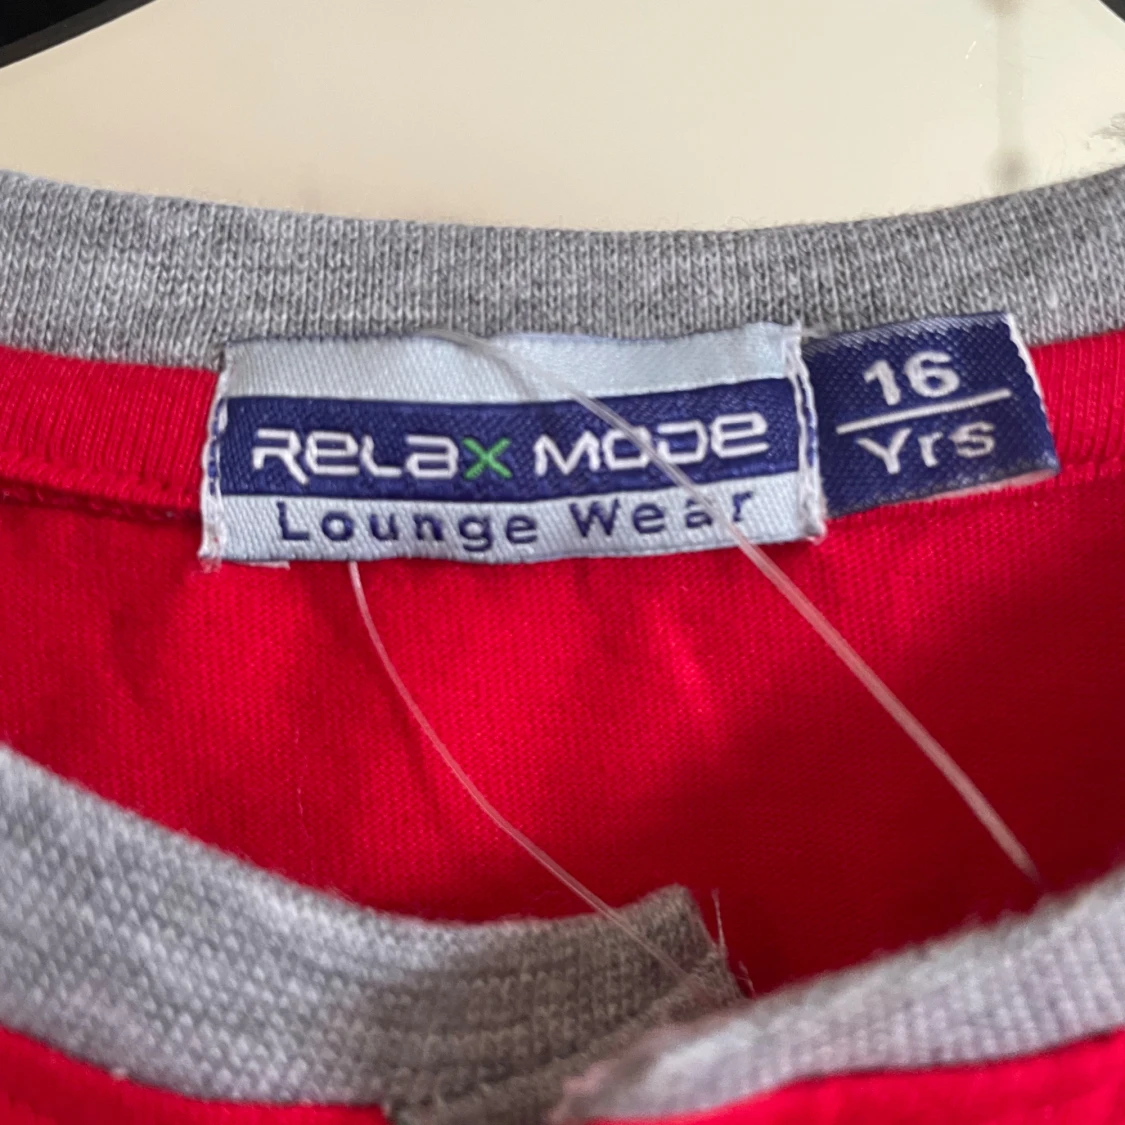 RELAX MODE
Lounge Wear
16
Yrs